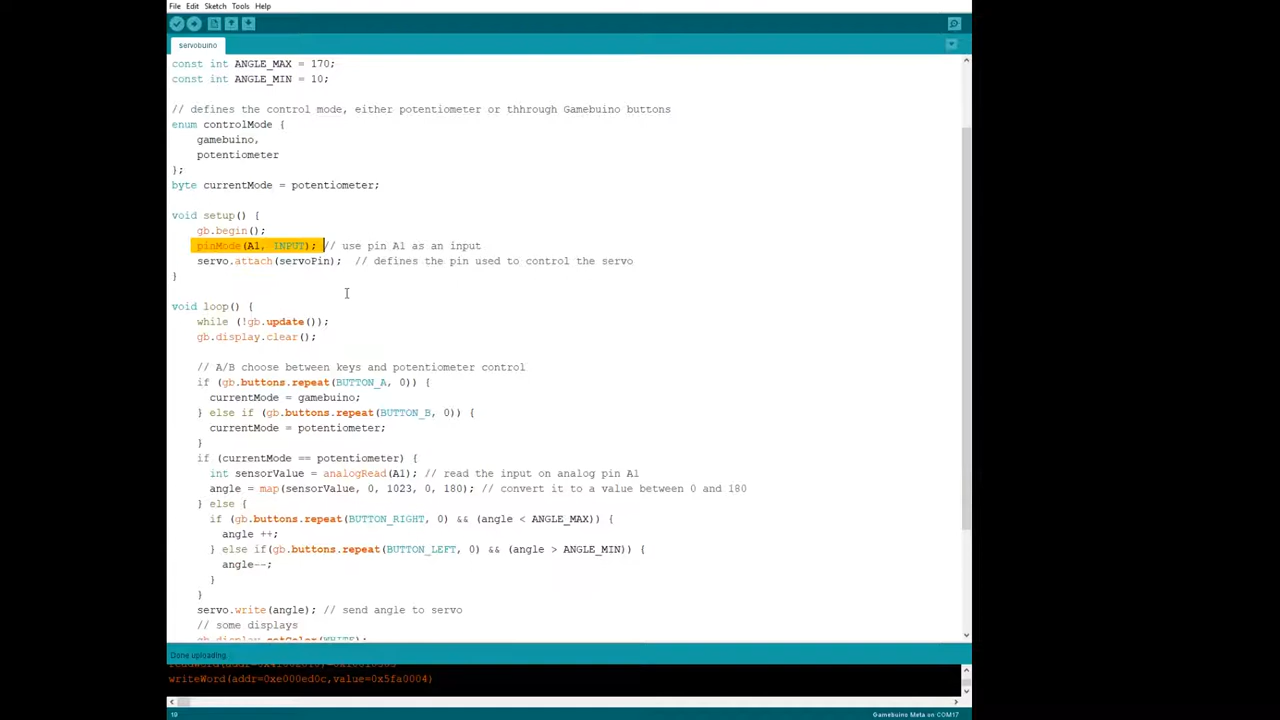 File Edit Sketch Tools Help
servobuino
const int ANGLE_MAX = 170;
const int ANGLE_MIN = 10;
// defines the control mode, either potentiometer or thhrough Gamebuino buttons
enum controlMode {
gamebuino,
potentiometer
};
byte currentMode = potentiometer;
void setup() {
gb.begin();
pinMode(A1, INPUT); // use pin A1 as an input
servo.attach(servoPin); // defines the pin used to control the servo
}
void loop() {
while (!gb.update());
gb.display.clear();
// A/B choose between keys and potentiometer control
if (gb.buttons.repeat(BUTTON_A, 0)) {
currentMode = gamebuino;
} else if (gb.buttons.repeat(BUTTON_B, 0)) {
currentMode = potentiometer;
}
if (currentMode == potentiometer) {
int sensorValue = analogRead(A1); // read the input on analog pin A1
angle = map(sensorValue, 0, 1023, 0, 180); // convert it to a value between 0 and 180
} else {
if (gb.buttons.repeat(BUTTON_RIGHT, 0) && (angle < ANGLE_MAX)) {
angle ++;
} else if(gb.buttons.repeat(BUTTON_LEFT, 0) && (angle > ANGLE_MIN)) {
angle--;
}
}
servo.write(angle); // send angle to servo
// some displays
gb.display.setColor(WHITE);
Done uploading.
writeWord(addr=0xe000ed0c,value=0x5fa0004)
Gamebuino Meta on COM17